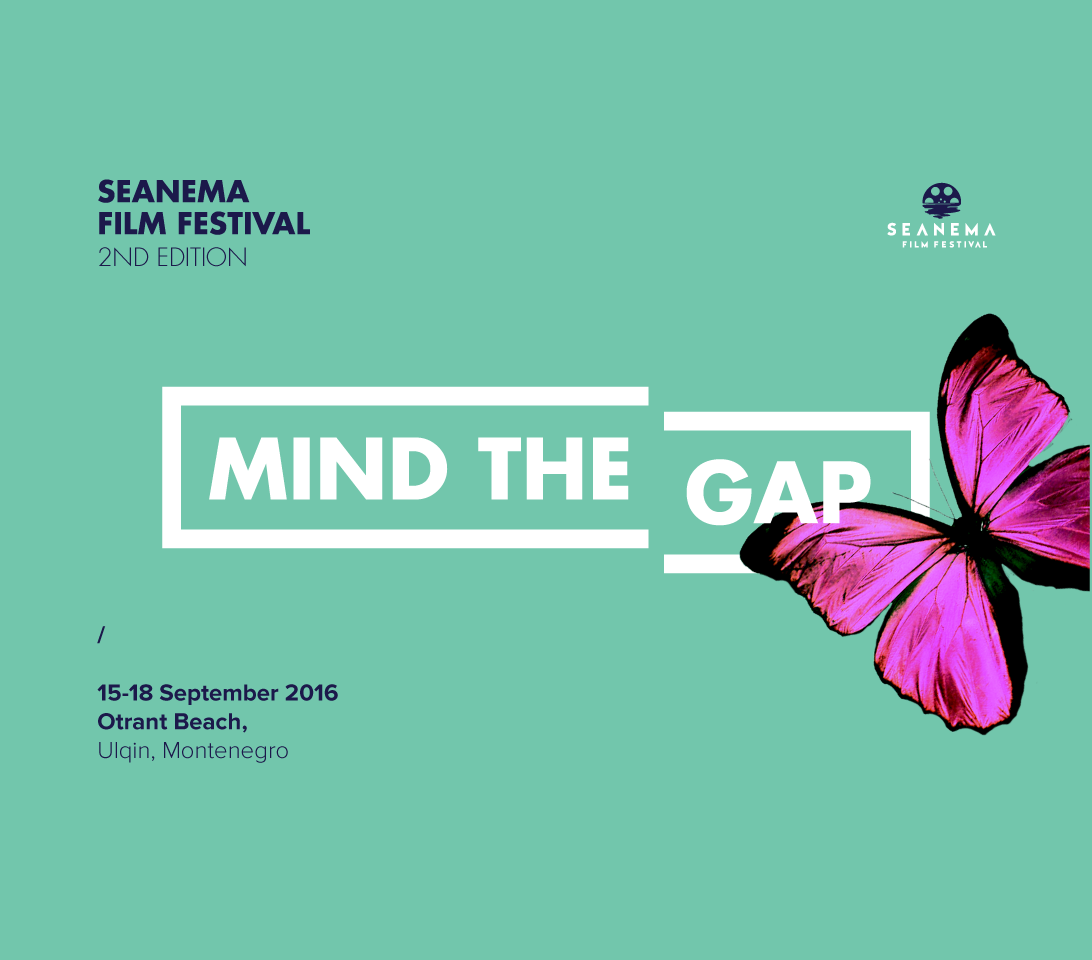 SEANEMA
FILM FESTIVAL
2ND EDITION
SEANEMA
FILM FESTIVAL
MIND THE
GAP
/
15-18 September 2016
Otrant Beach,
Ulqin, Montenegro